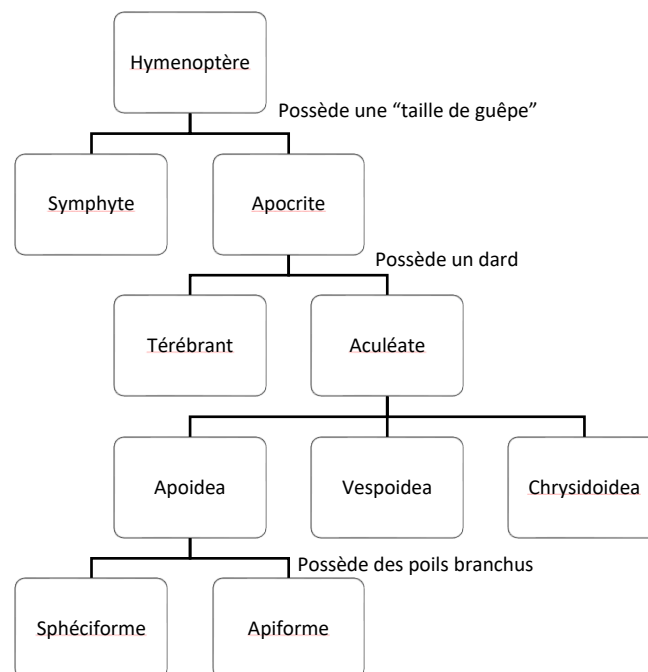 Hymenoptère
Possède une “taille de guêpe”
Symphyte
Apocrite
Possède un dard
Térébrant
Aculéate
Apoidea
Vespoidea
Chrysidoidea
Possède des poils branchus
Sphéciforme
Apiforme